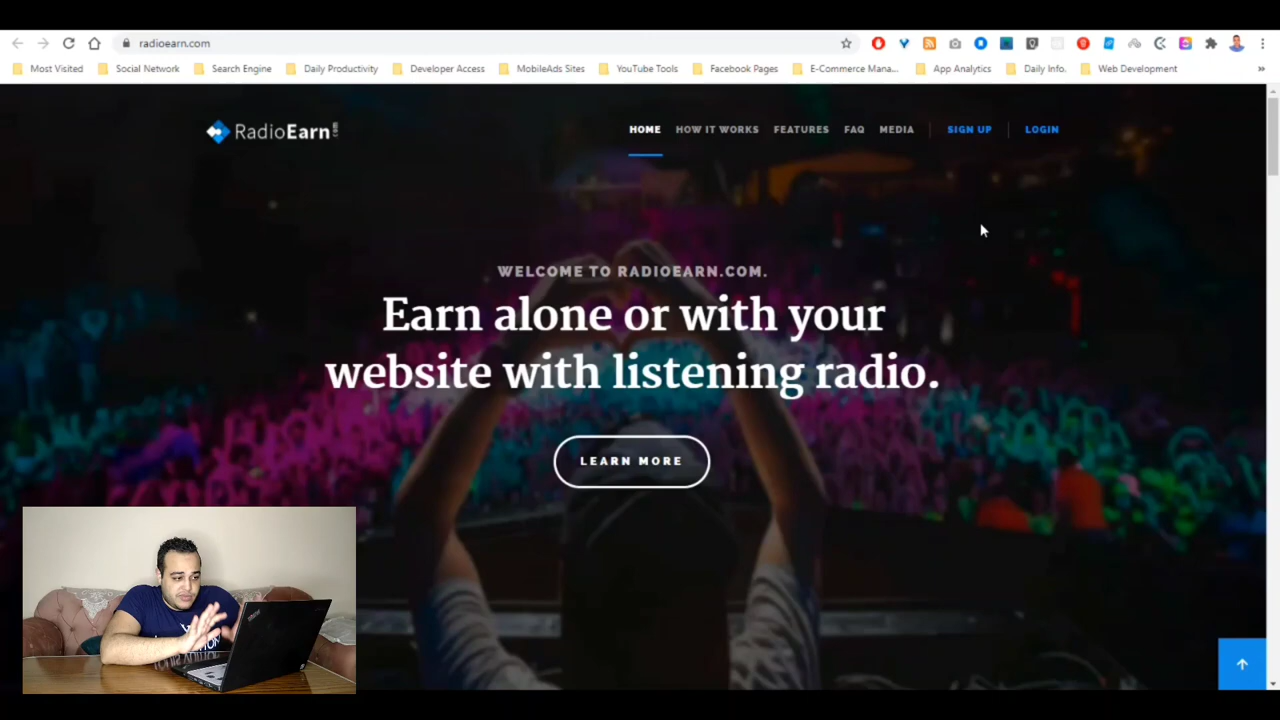 radioearn.com
Most Visited Social Network Search Engine Daily Productivity Developer Access MobileAds Sites YouTube Tools Facebook Pages E-Commerce Mana... App Analytics Daily Info. Web Development »
RadioEarn.com HOME HOW IT WORKS FEATURES FAQ MEDIA SIGN UP LOGIN
WELCOME TO RADIOEARN.COM.
Earn alone or with your
website with listening radio.
LEARN MORE